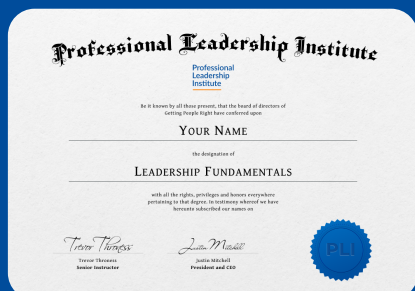 Professional Leadership Institute
Professional
Leadership
Institute
Be it known by all those present, that the board of directors of
Getting People Right have conferred upon
YOUR NAME
the designation of
LEADERSHIP FUNDAMENTALS
with all the rights, privileges and honors everywhere
pertaining to that degree. In testimony whereof we have
hereunto subscribed our names on
Trevor Throness
Justin Mitchell
Trevor Throness
Justin Mitchell
Senior Instructor
President and CEO
PLI